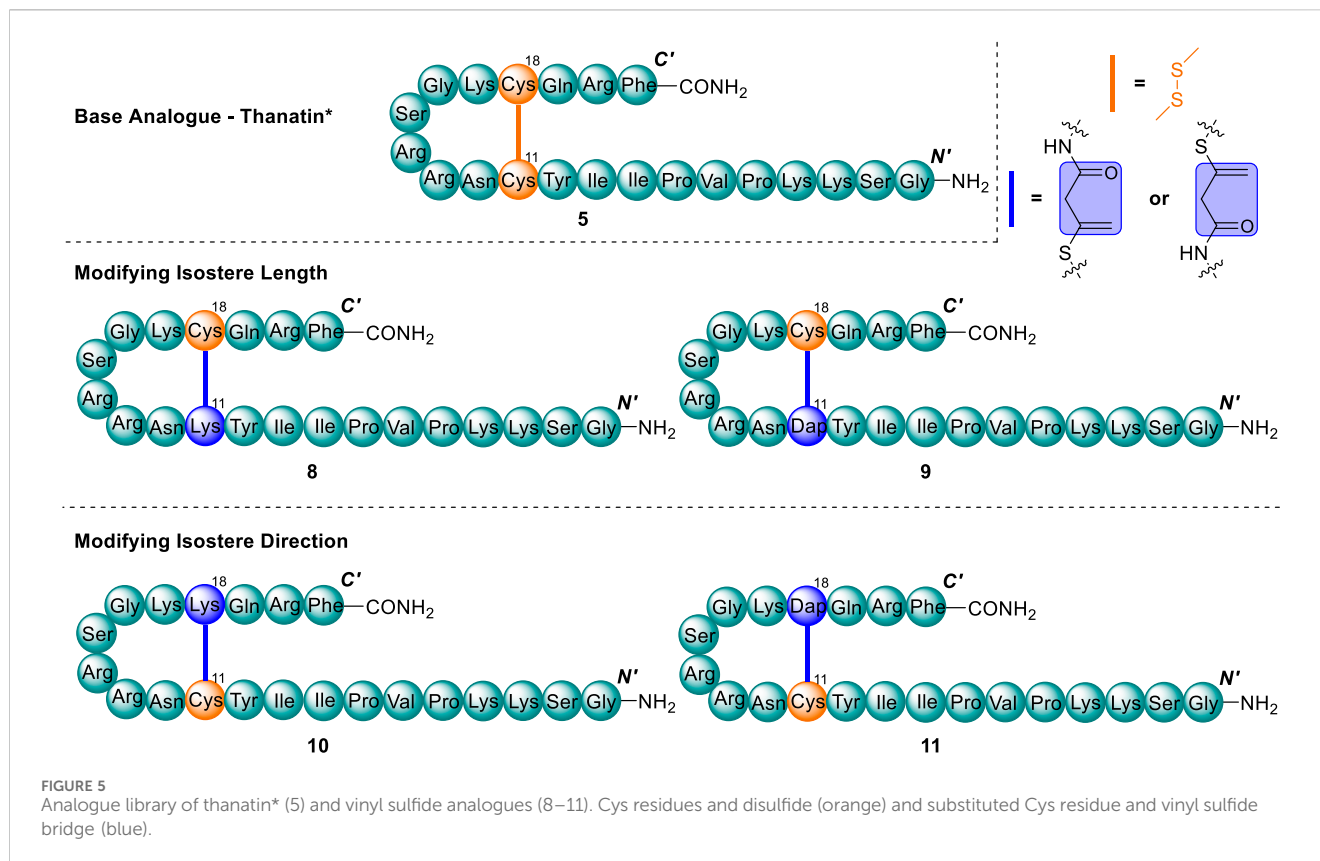 Base Analogue - Thanatin*
18
C'
Gly Lys Cys Gln Arg Phe CONH2
Ser
Arg
11
N'
Arg Asn Cys Tyr Ile Ile Pro Val Pro Lys Lys Ser Gly NH2
5
= S S
= HN O S or S O HN
Modifying Isostere Length
18
C'
Gly Lys Cys Gln Arg Phe CONH2
Ser
Arg
11
N'
Arg Asn Lys Tyr Ile Ile Pro Val Pro Lys Lys Ser Gly NH2
8
18
C'
Gly Lys Cys Gln Arg Phe CONH2
Ser
Arg
11
N'
Arg Asn Dap Tyr Ile Ile Pro Val Pro Lys Lys Ser Gly NH2
9
Modifying Isostere Direction
18
C'
Gly Lys Lys Gln Arg Phe CONH2
Ser
Arg
11
N'
Arg Asn Cys Tyr Ile Ile Pro Val Pro Lys Lys Ser Gly NH2
10
18
C'
Gly Lys Dap Gln Arg Phe CONH2
Ser
Arg
11
N'
Arg Asn Cys Tyr Ile Ile Pro Val Pro Lys Lys Ser Gly NH2
11
FIGURE 5
Analogue library of thanatin* (5) and vinyl sulfide analogues (8–11). Cys residues and disulfide (orange) and substituted Cys residue and vinyl sulfide
bridge (blue).